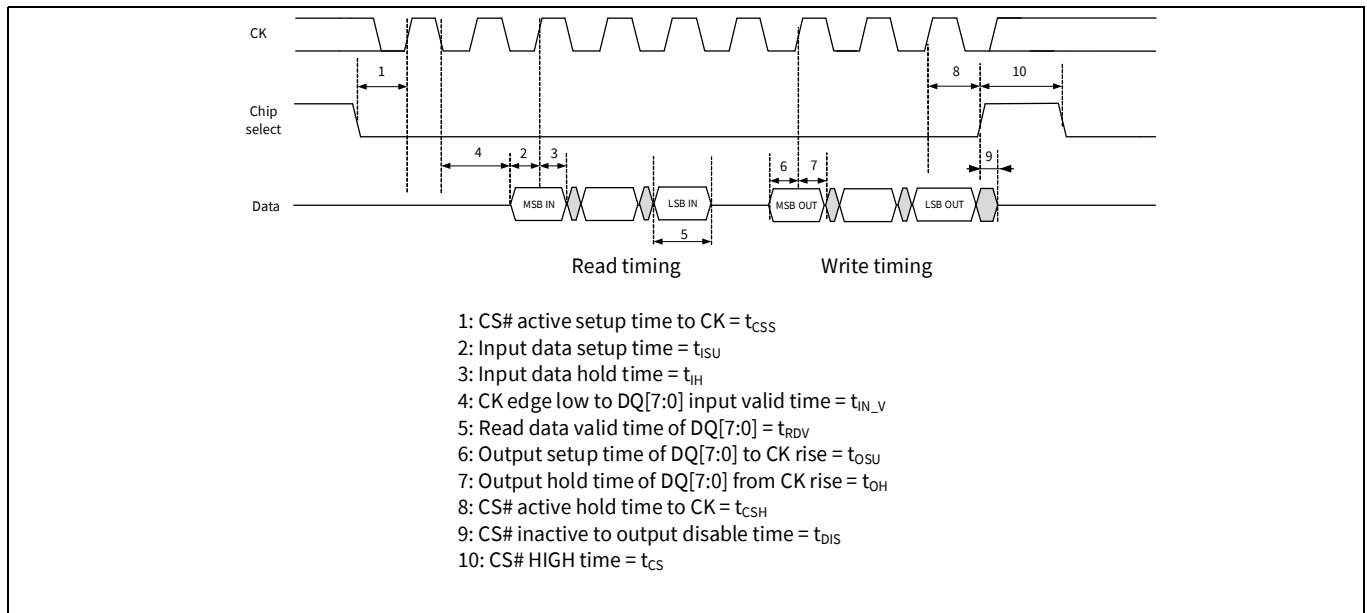 CK
1
8
10
Chip
select
4
2
3
6
7
9
Data
MSB IN
LSB IN
MSB OUT
LSB OUT
5
Read timing
Write timing
1: CS# active setup time to CK = tCSS
2: Input data setup time = tISU
3: Input data hold time = tIH
4: CK edge low to DQ[7:0] input valid time = tIN_V
5: Read data valid time of DQ[7:0] = tRDV
6: Output setup time of DQ[7:0] to CK rise = tOSU
7: Output hold time of DQ[7:0] from CK rise = tOH
8: CS# active hold time to CK = tCSH
9: CS# inactive to output disable time = tDIS
10: CS# HIGH time = tCS